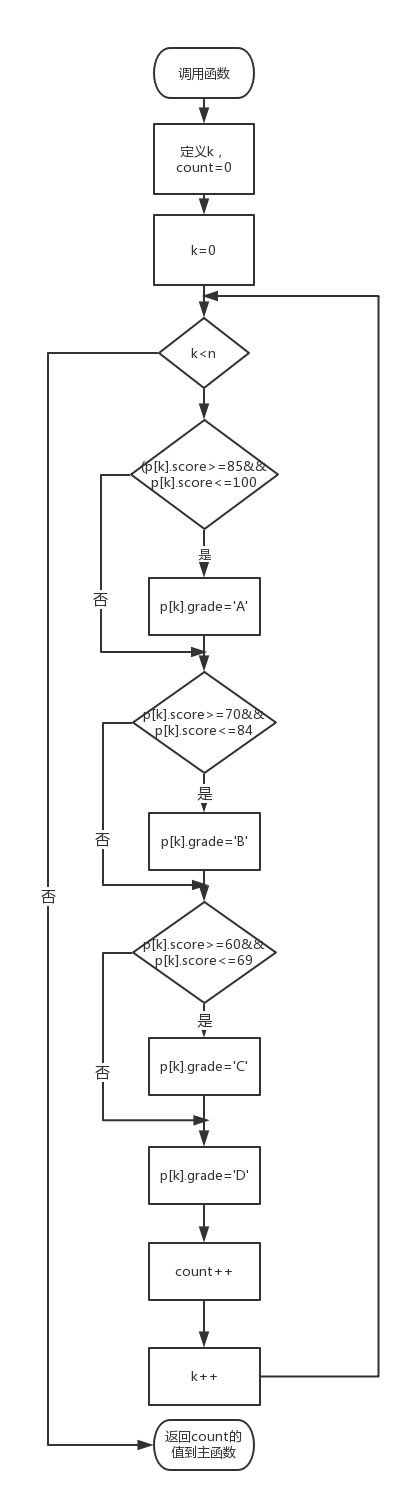 调用函数
定义k，
count=0
k=0
k<n
(p[k].score>=85&&
p[k].score<=100
是
否
p[k].grade='A'
p[k].score>=70&&
p[k].score<=84
是
否
p[k].grade='B'
否
p[k].score>=60&&
p[k].score<=69
是
否
p[k].grade='C'
p[k].grade='D'
count++
k++
返回count的
值到主函数